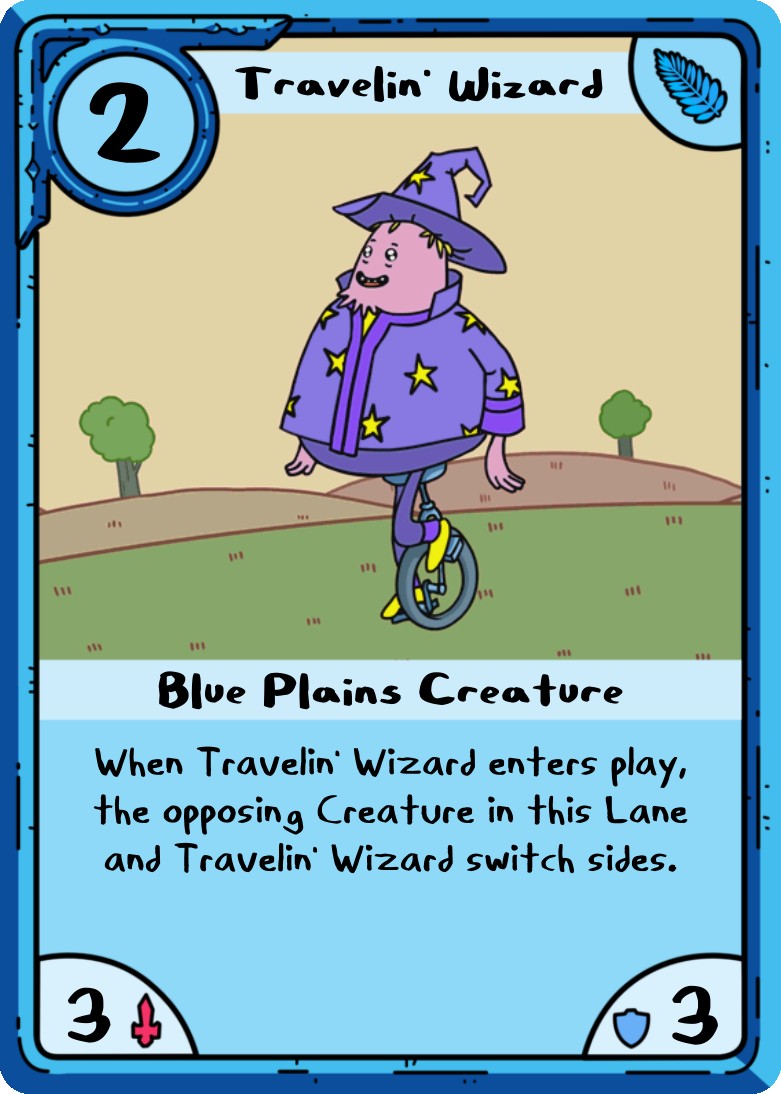 2
Travelin' Wizard
Blue Plains Creature
When Travelin' Wizard enters play,
the opposing Creature in this Lane
and Travelin' Wizard switch sides.
3
3